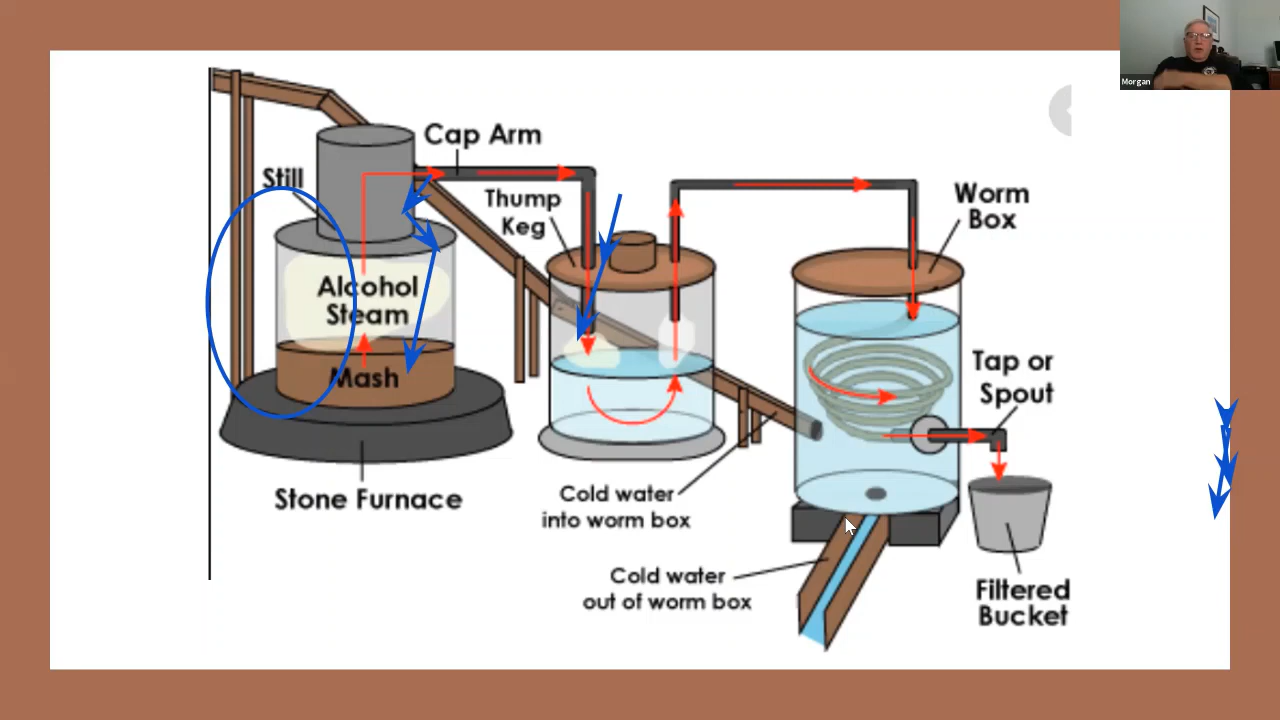 Morgan
Cap Arm
Still
Thump
Keg
Worm
Box
Alcohol
Steam
Mash
Tap or
Spout
Stone Furnace
Cold water
into worm box
Cold water
out of worm box
Filtered
Bucket